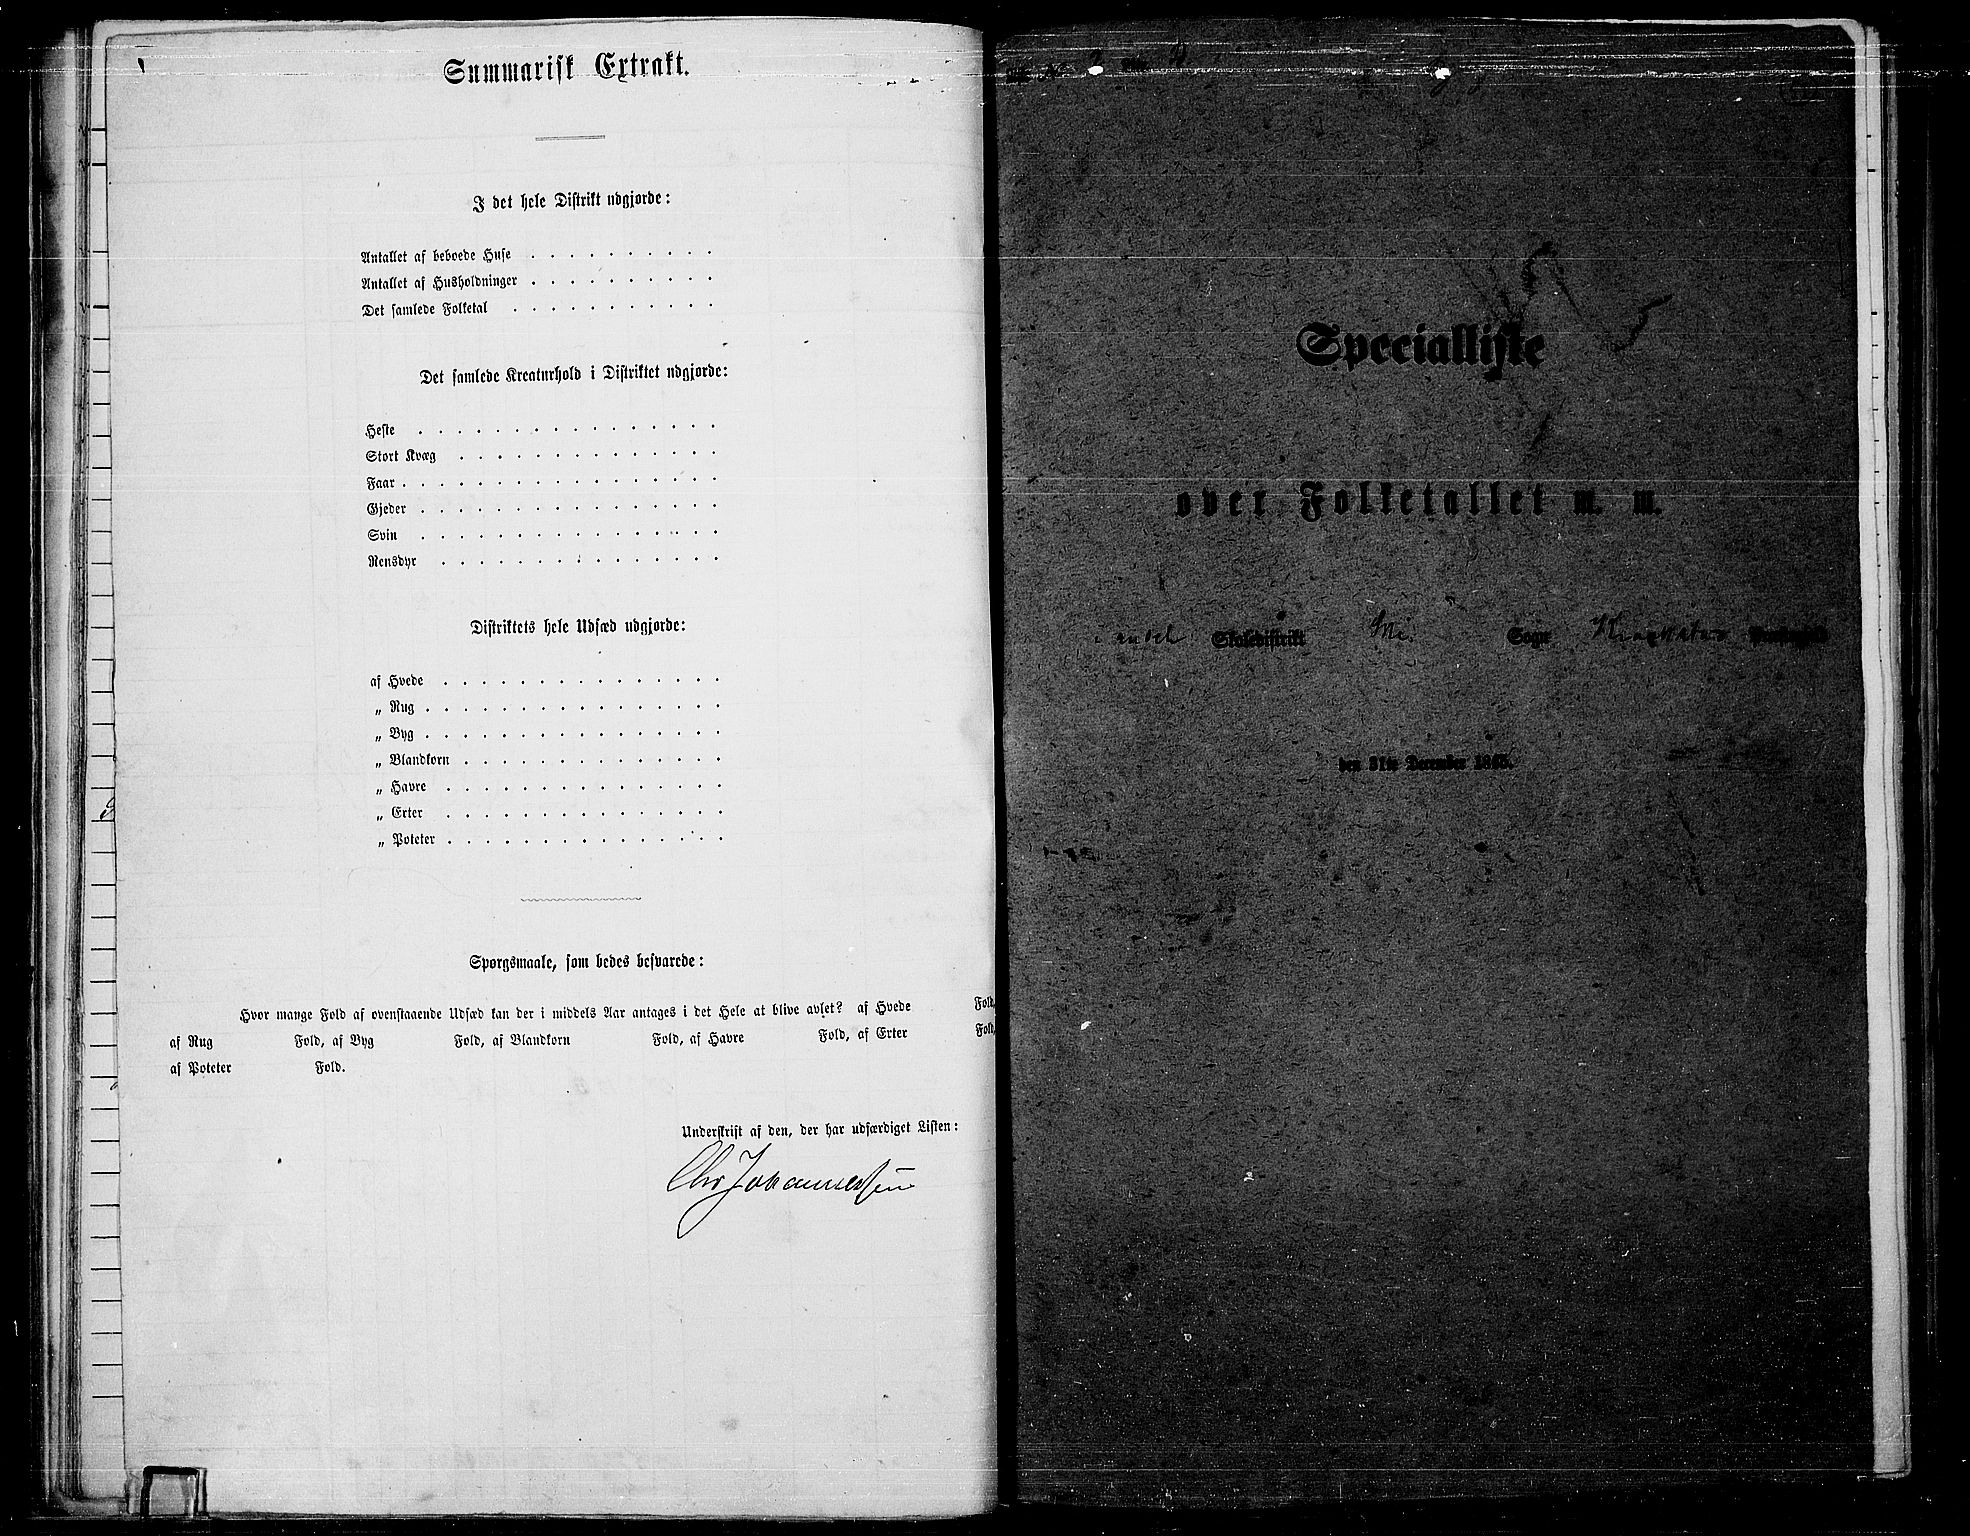 Summarisk Extrakt.
I det hele Distrikt udgjorde:
Antallet af beboede Huse . . . . . . . . . .
Antallet af Husholdninger . . . . . . . . . .
Det samlede Folketal . . . . . . . . . . .
Det samlede Kreaturhold i Distriktet udgjorde:
Heste . . . . . . . . . . . . . . . .
Stort Kvæg . . . . . . . . . . . . . .
Faar . . . . . . . . . . . . . . . . .
Gjeder . . . . . . . . . . . . . . . .
Svin . . . . . . . . . . . . . . . .
Rensdyr . . . . . . . . . . . . . . .
Distriktets hele Udsæd udgjorde:
af Hvede . . . . . . . . . . . . . . .
„ Rug . . . . . . . . . . . . . . . .
„ Byg . . . . . . . . . . . . . . . .
„ Blandkorn . . . . . . . . . . . . . .
„ Havre . . . . . . . . . . . . . . .
„ Erter . . . . . . . . . . . . . . .
„ Poteter . . . . . . . . . . . . . . .
Spørgsmaale, som bedes besvarede:
Hvor mange Fold af ovenstaaende Udsæd kan der i middels Aar antages i det Hele at blive avlet? af Hvede Fold,
af Rug Fold, af Byg Fold, af Blandkorn Fold, af Havre Fold, af Erter Fold,
af Poteter Fold.
Underskrift af den, der har udfærdiget Listen:
Chr Johannessen
Specialliste
over Folketallet m. m.
Skoledistrikt Sogn Præstegjeld
den 31te December 1865.